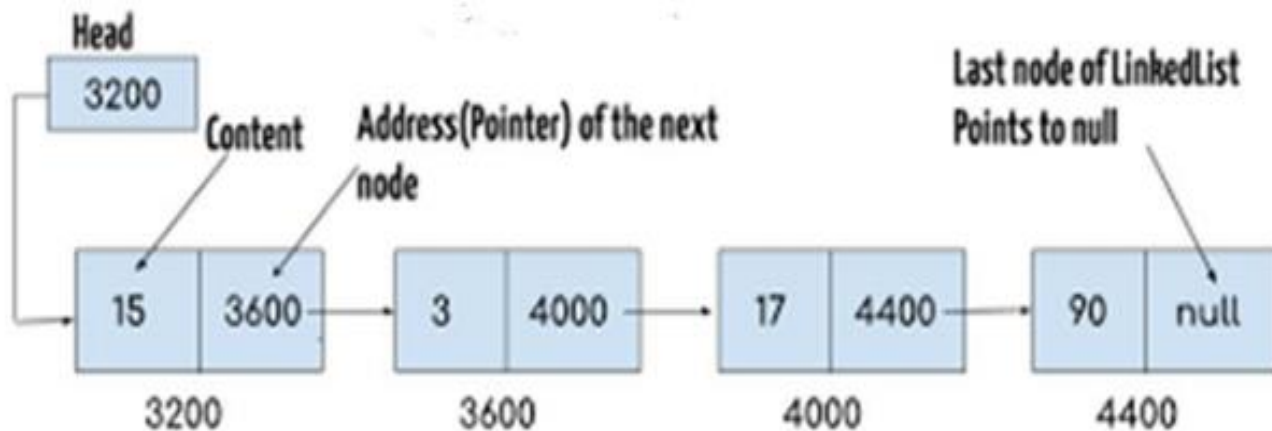 Head
3200
Content
Address(Pointer) of the next
node
Last node of LinkedList
Points to null
15 3600 3 4000 17 4400 90 null
3200 3600 4000 4400